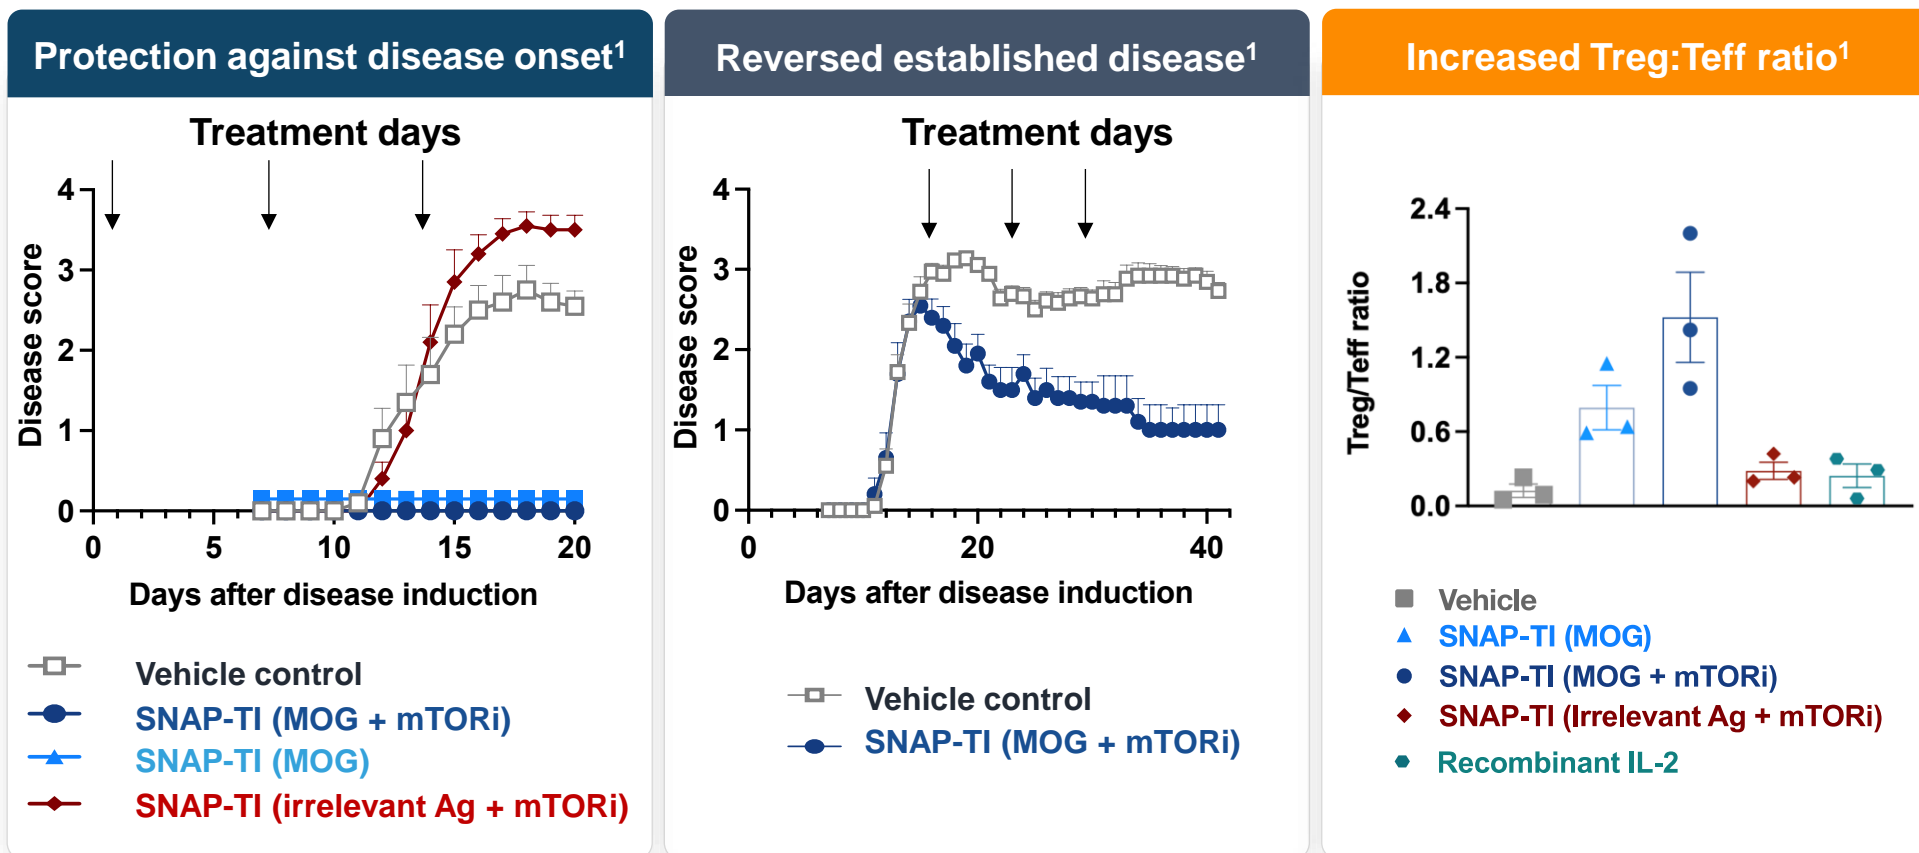 Protection against disease onset¹
Treatment days
4
3
2
1
0
Disease score
0 5 10 15 20
Days after disease induction
Vehicle control
SNAP-TI (MOG + mTORi)
SNAP-TI (MOG)
SNAP-TI (irrelevant Ag + mTORi)
Reversed established disease¹
Treatment days
4
3
2
1
0
Disease score
0 20 40
Days after disease induction
Vehicle control
SNAP-TI (MOG + mTORi)
Increased Treg:Teff ratio¹
2.4
1.8
1.2
0.6
0.0
Treg/Teff ratio
Vehicle
SNAP-TI (MOG)
SNAP-TI (MOG + mTORi)
SNAP-TI (Irrelevant Ag + mTORi)
Recombinant IL-2